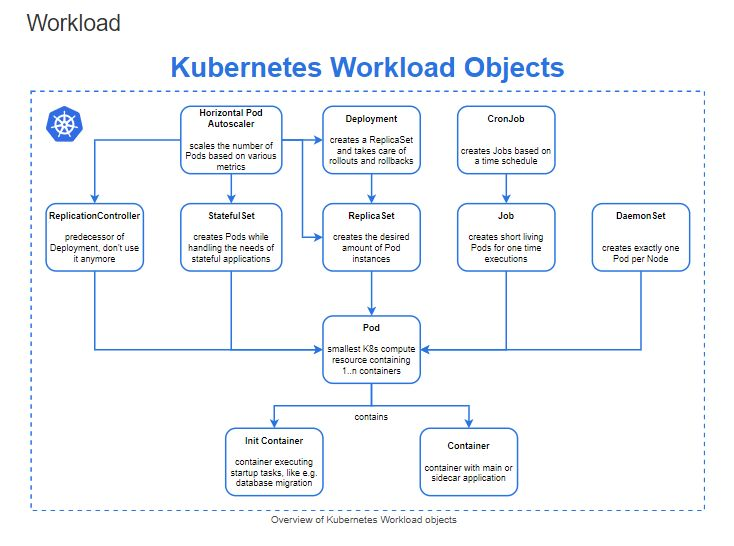 Workload
Kubernetes Workload Objects
Horizontal Pod
Autoscaler
scales the number of
Pods based on various
metrics
Deployment
creates a ReplicaSet
and takes care of
rollouts and rollbacks
CronJob
creates Jobs based on
a time schedule
ReplicationController
predecessor of
Deployment, don't use
it anymore
StatefulSet
creates Pods while
handling the needs of
stateful applications
ReplicaSet
creates the desired
amount of Pod
instances
Job
creates short living
Pods for one time
executions
DaemonSet
creates exactly one
Pod per Node
Pod
smallest K8s compute
resource containing
1..n containers
contains
Init Container
container executing
startup tasks, like e.g.
database migration
Container
container with main or
sidecar application
Overview of Kubernetes Workload objects